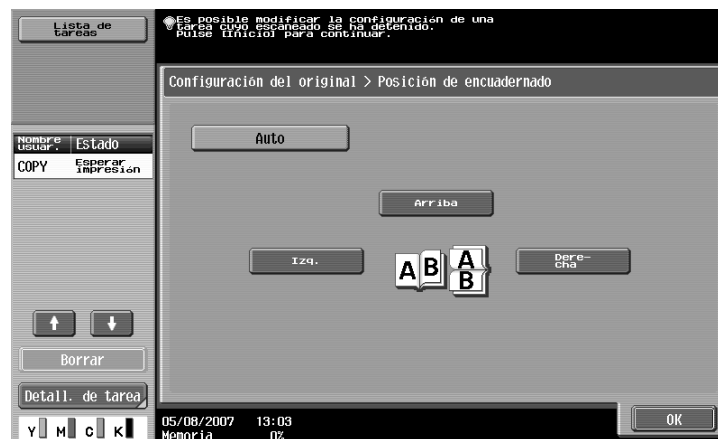 Lista de
tareas
Es posible modificar la configuración de una
tarea cuyo escaneado se ha detenido.
Pulse [Inicio] para continuar.
Configuración del original > Posición de encuadernado
Auto
Nombre
usuar.
Estado
COPY
Esperar
impresión
Arriba
Izq.
A B
A
B
Dere-
cha
Borrar
Detall. de tarea
Y M C K
05/08/2007 13:03
Memoria 0%
OK